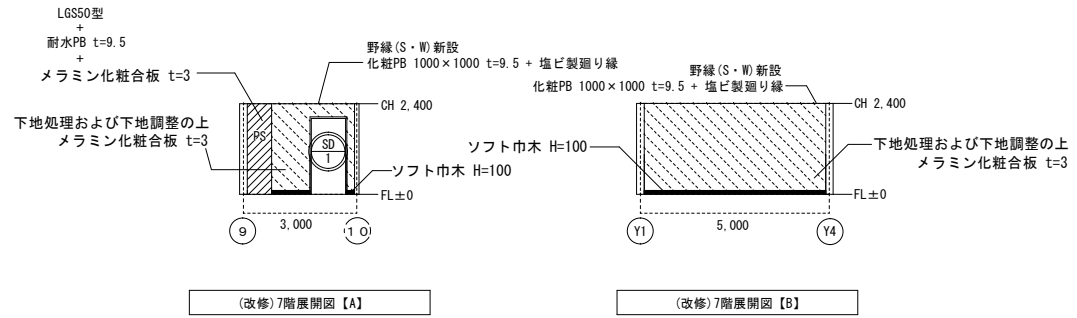 LGS50型
+
耐水PB t=9.5
+
メラミン化粧合板 t=3
野縁(S・W)新設
化粧PB 1000×1000 t=9.5 + 塩ビ製廻り縁
CH 2,400
下地処理および下地調整の上
メラミン化粧合板 t=3
PS
SD
1
ソフト巾木 H=100
FL±0
3,000
9
10
(改修)7階展開図【A】
野縁(S・W)新設
化粧PB 1000×1000 t=9.5 + 塩ビ製廻り縁
CH 2,400
ソフト巾木 H=100
下地処理および下地調整の上
メラミン化粧合板 t=3
FL±0
5,000
Y1
Y4
(改修)7階展開図【B】